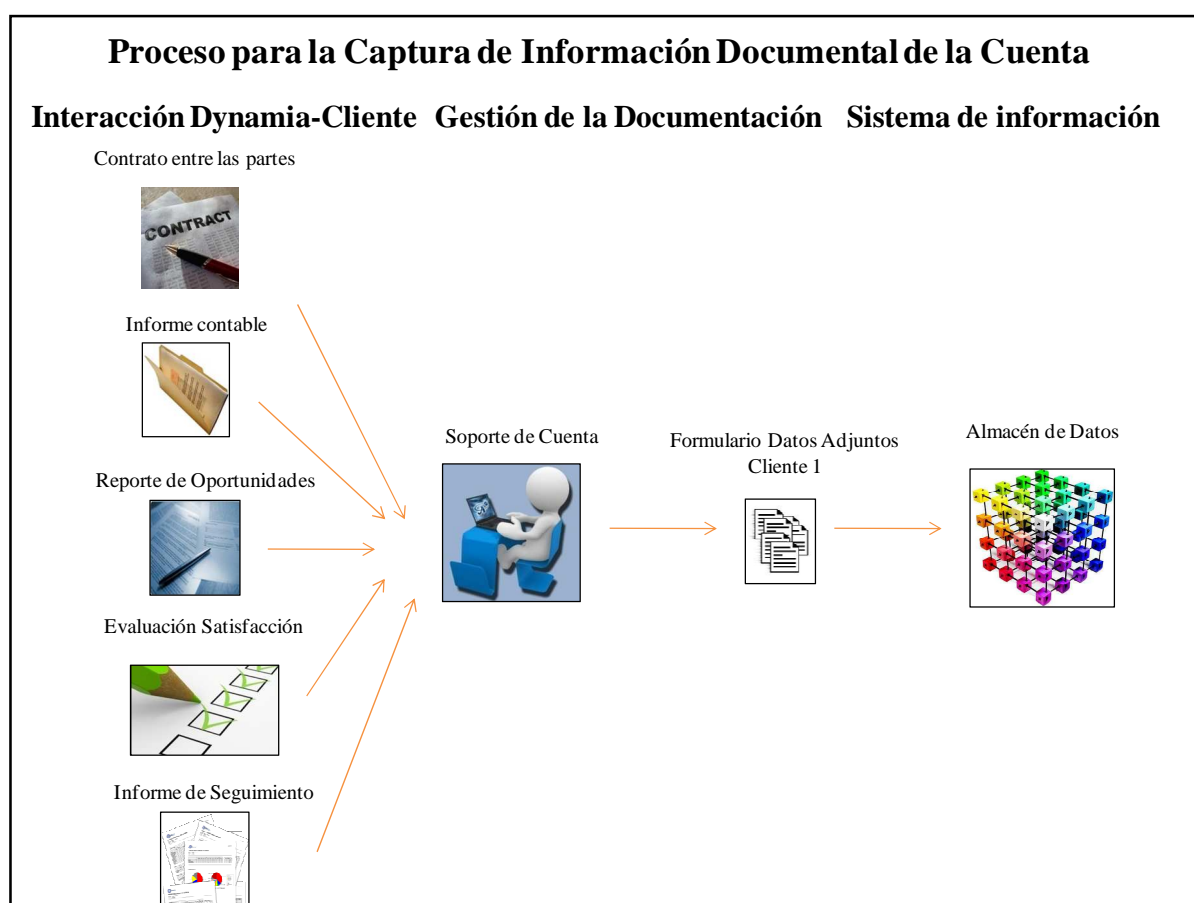 Proceso para la Captura de Información Documental de la Cuenta
Interacción Dynamia-Cliente Gestión de la Documentación Sistema de información
Contrato entre las partes
CONTRACT
Informe contable
Reporte de Oportunidades
Evaluación Satisfacción
Informe de Seguimiento
Soporte de Cuenta
Formulario Datos Adjuntos
Cliente 1
Almacén de Datos